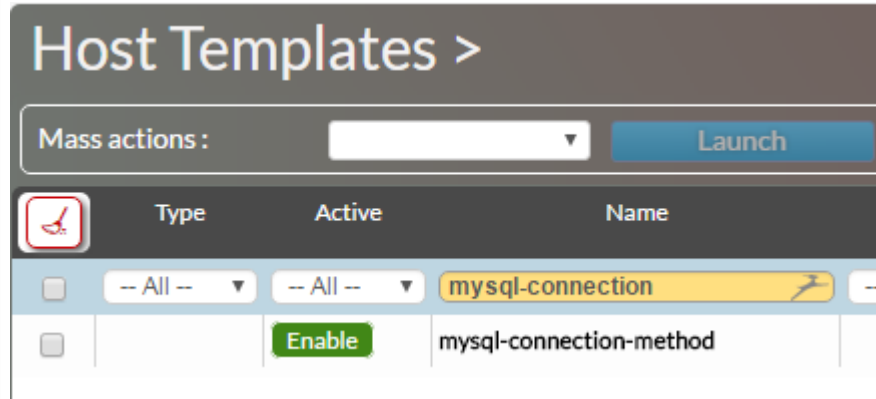 Host Templates >
Mass actions : Launch
Type Active Name
-- All -- -- All -- mysql-connection
Enable mysql-connection-method